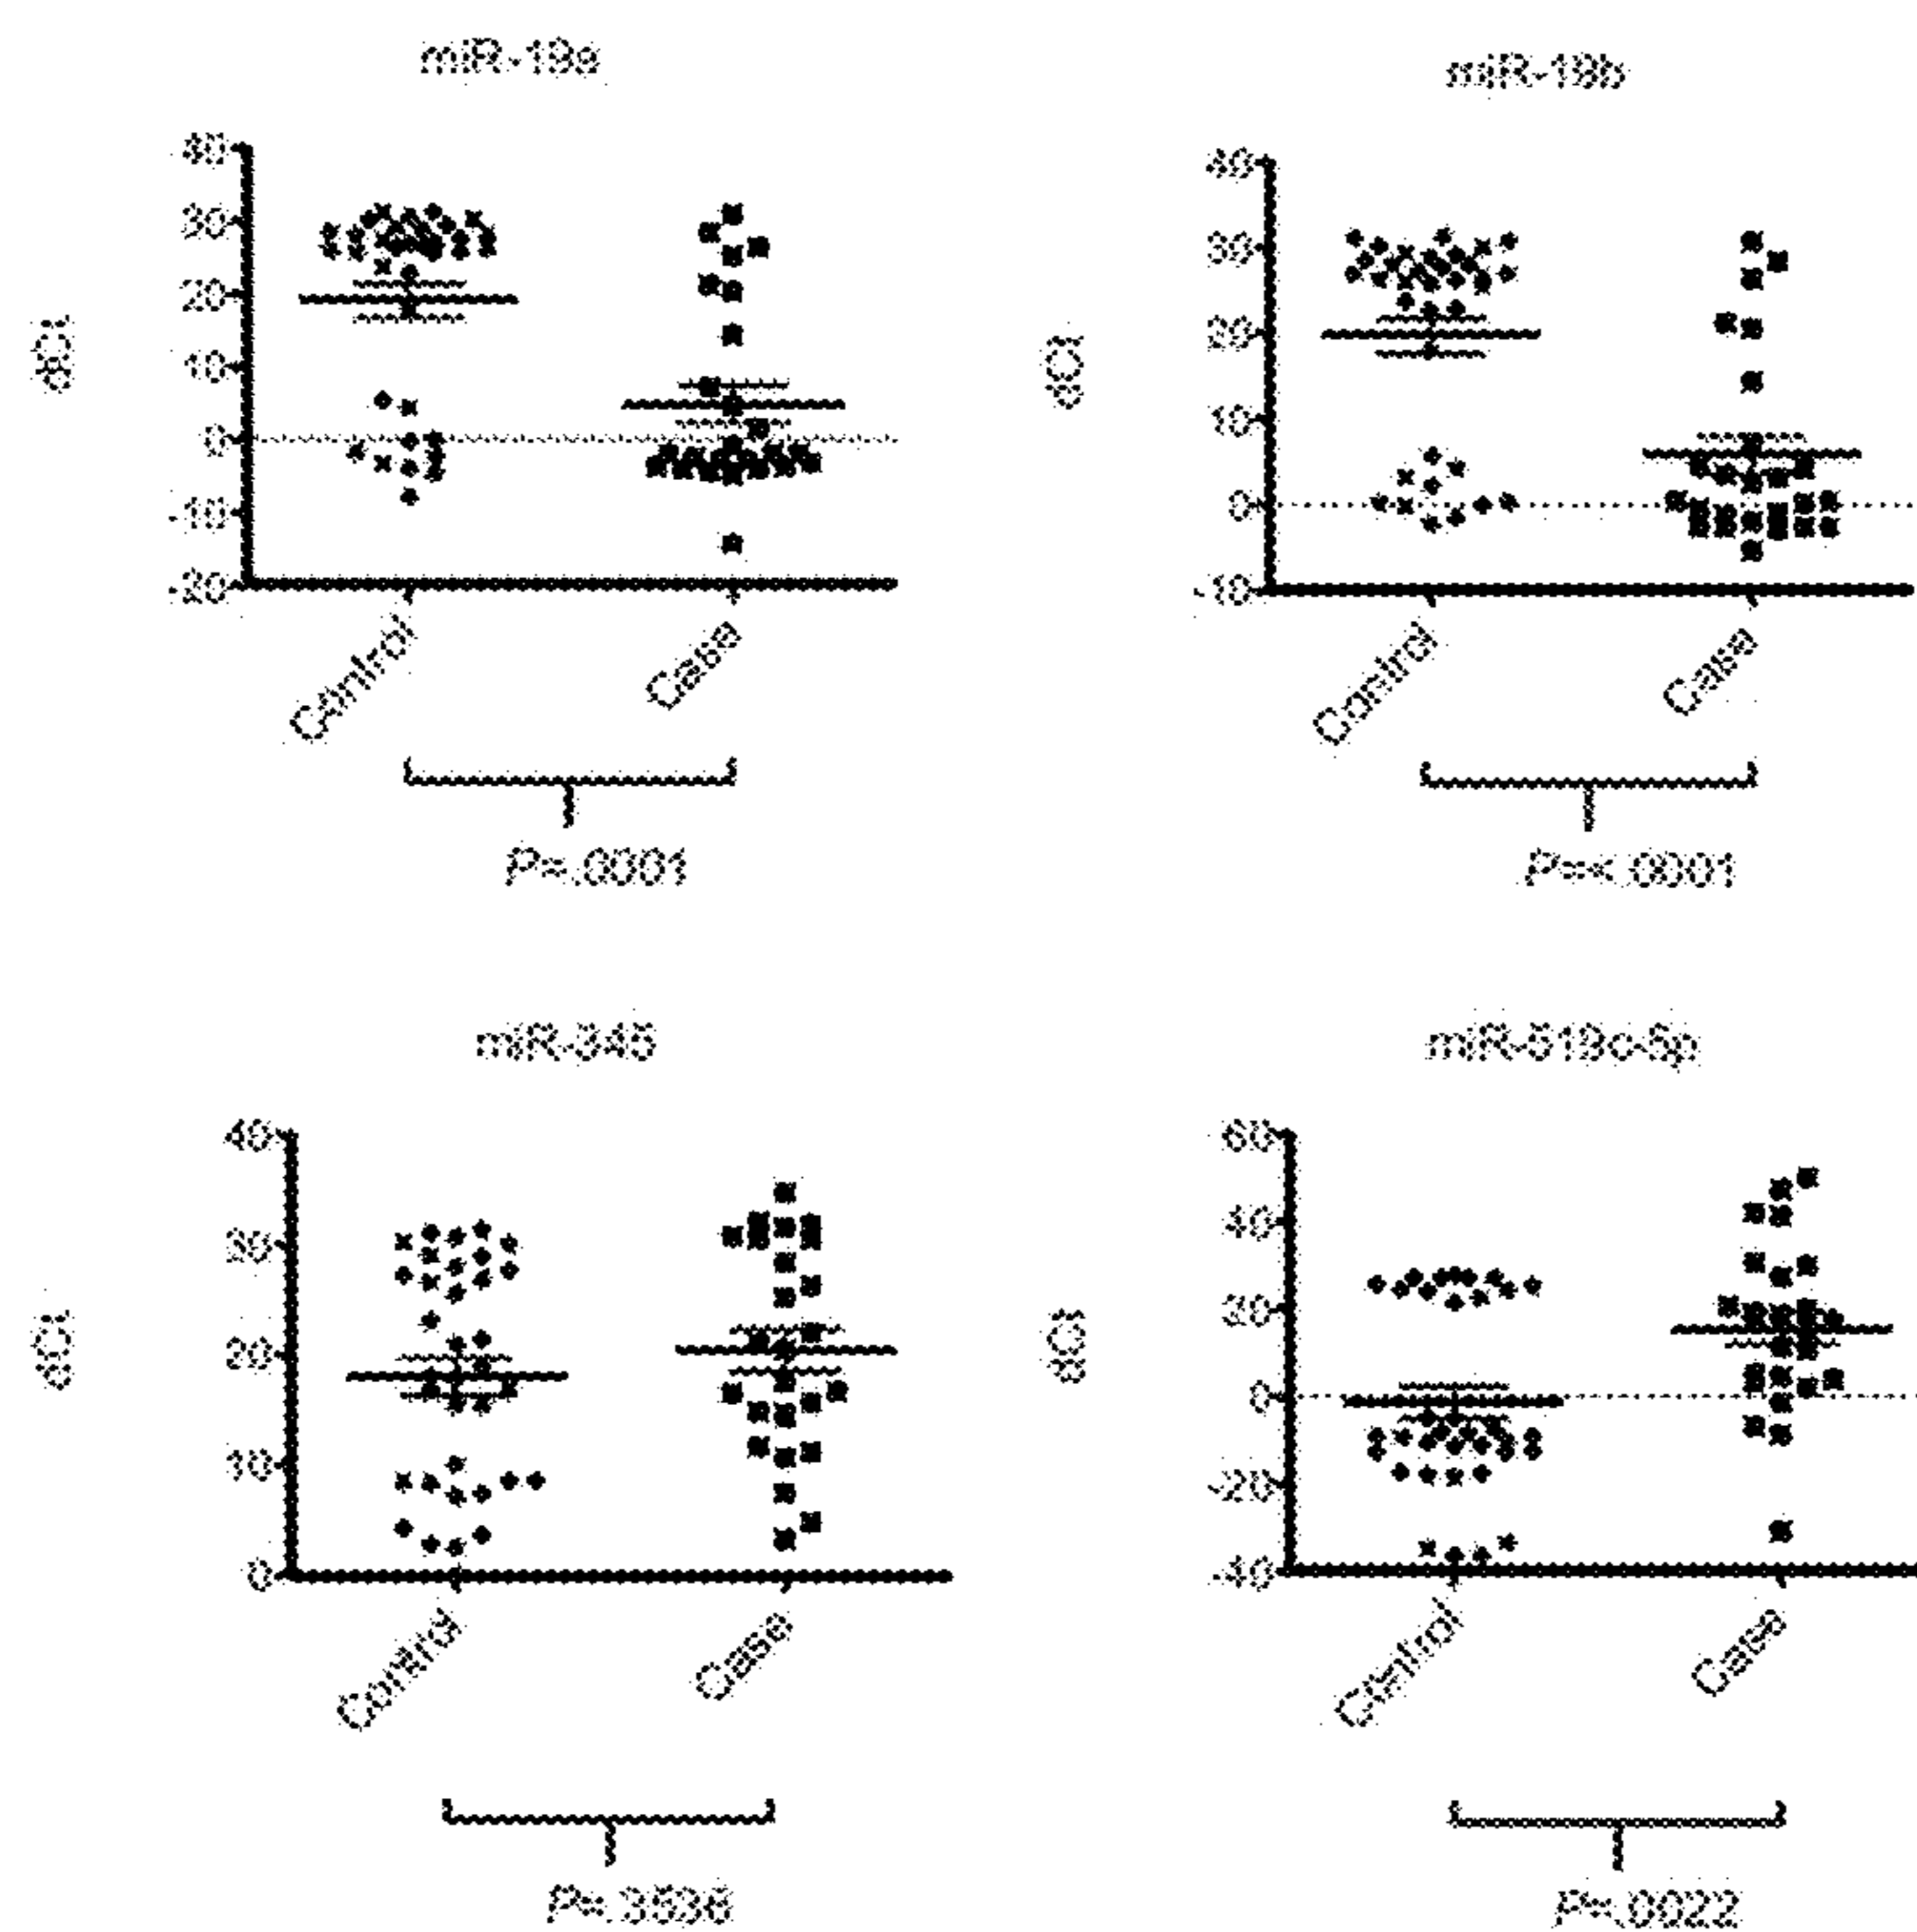 miR-19a
40
30
20
10
0
-10
-20
dCt
Control
Case
P=.0001
miR-19b
40
30
20
10
0
-10
dCt
Control
Case
P=<.0001
miR-345
40
30
20
10
0
dCt
Control
Case
P=.3536
miR-519c-5p
60
40
20
0
-20
-40
dCt
Control
Case
P=.0022